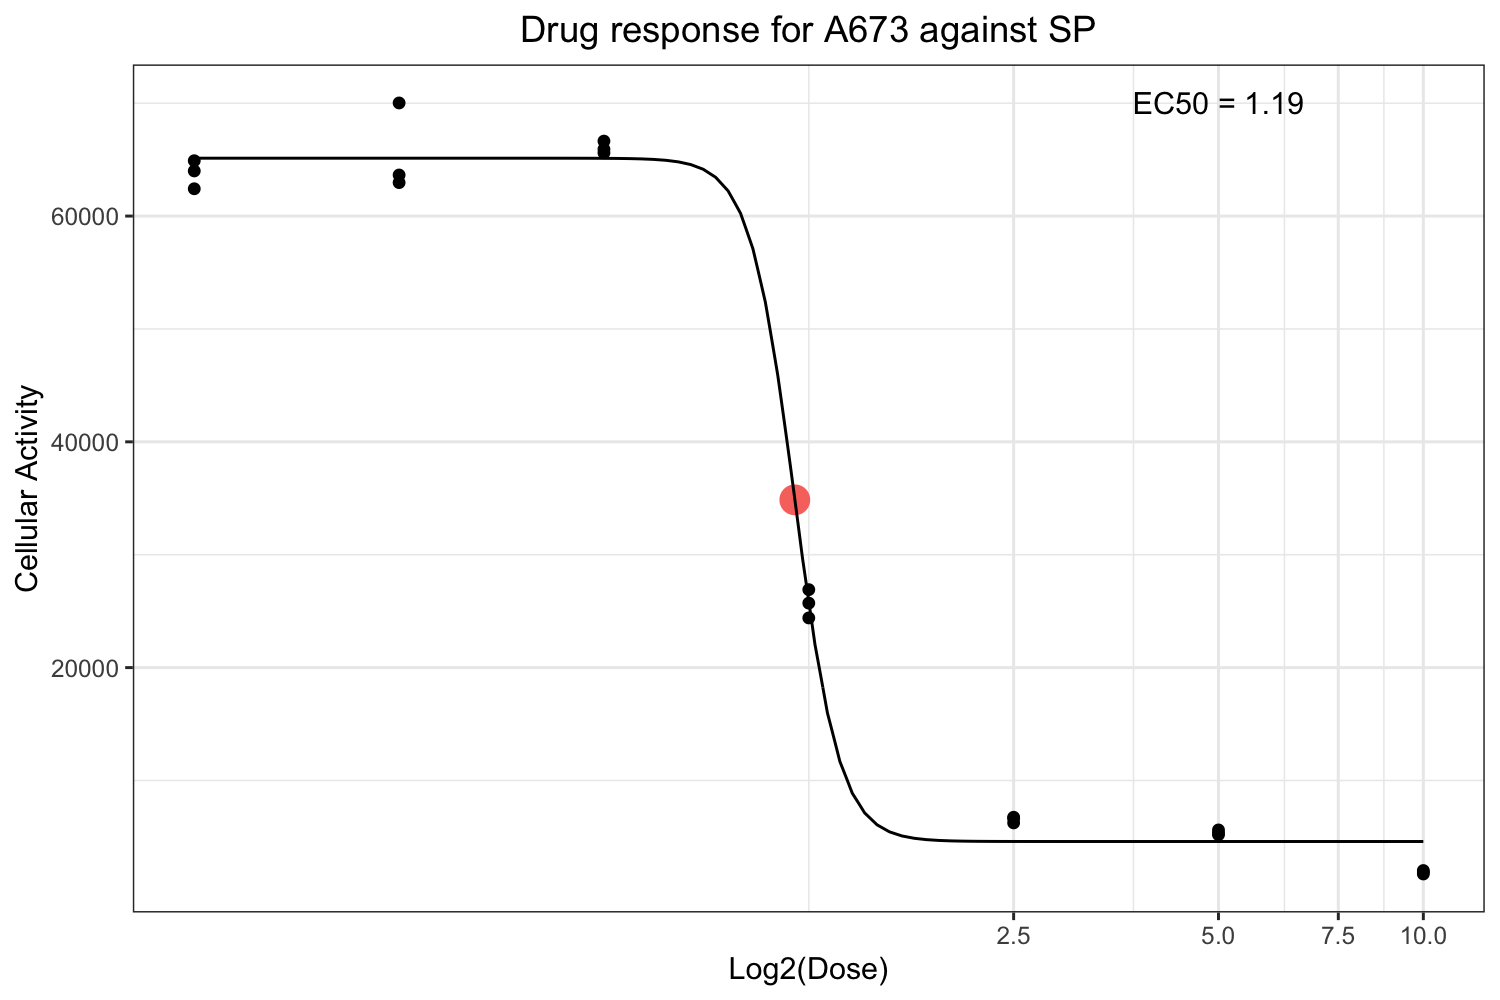 Drug response for A673 against SP
EC50 = 1.19
60000
40000
20000
Cellular Activity
2.5 5.0 7.5 10.0
Log2(Dose)